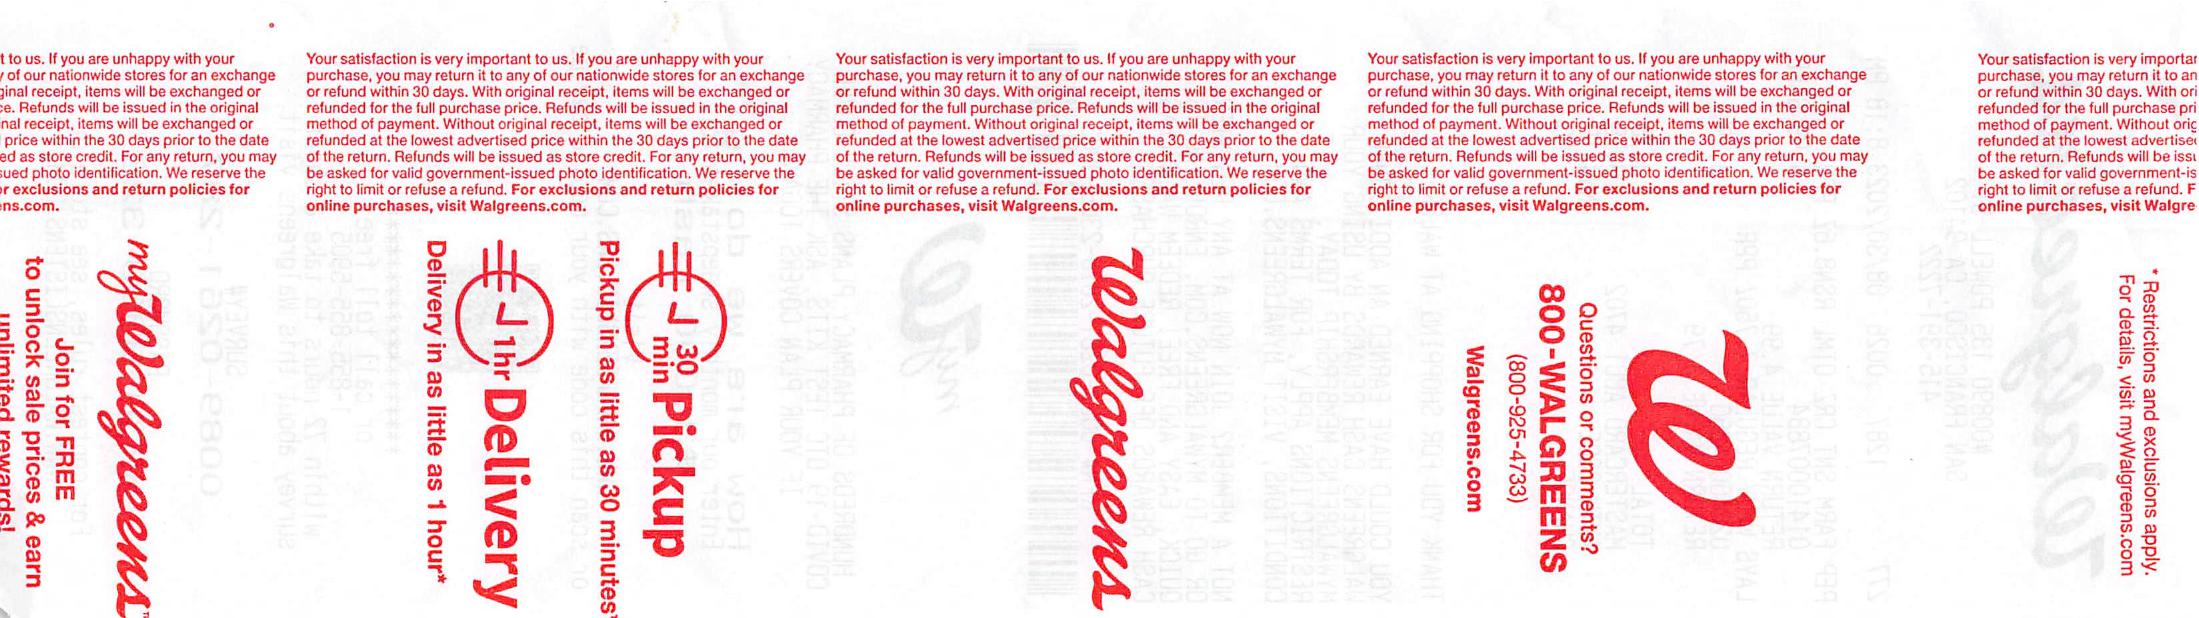 t to us. If you are unhappy with your
y of our nationwide stores for an exchange
ginal receipt, items will be exchanged or
ce. Refunds will be issued in the original
nal receipt, items will be exchanged or
price within the 30 days prior to the date
ed as store credit. For any return, you may
sued photo identification. We reserve the
or exclusions and return policies for
ens.com.
Your satisfaction is very important to us. If you are unhappy with your
purchase, you may return it to any of our nationwide stores for an exchange
or refund within 30 days. With original receipt, items will be exchanged or
refunded for the full purchase price. Refunds will be issued in the original
method of payment. Without original receipt, items will be exchanged or
refunded at the lowest advertised price within the 30 days prior to the date
of the return. Refunds will be issued as store credit. For any return, you may
be asked for valid government-issued photo identification. We reserve the
right to limit or refuse a refund. For exclusions and return policies for
online purchases, visit Walgreens.com.
Your satisfaction is very important to us. If you are unhappy with your
purchase, you may return it to any of our nationwide stores for an exchange
or refund within 30 days. With original receipt, items will be exchanged or
refunded for the full purchase price. Refunds will be issued in the original
method of payment. Without original receipt, items will be exchanged or
refunded at the lowest advertised price within the 30 days prior to the date
of the return. Refunds will be issued as store credit. For any return, you may
be asked for valid government-issued photo identification. We reserve the
right to limit or refuse a refund. For exclusions and return policies for
online purchases, visit Walgreens.com.
Your satisfaction is very important to us. If you are unhappy with your
purchase, you may return it to any of our nationwide stores for an exchange
or refund within 30 days. With original receipt, items will be exchanged or
refunded for the full purchase price. Refunds will be issued in the original
method of payment. Without original receipt, items will be exchanged or
refunded at the lowest advertised price within the 30 days prior to the date
of the return. Refunds will be issued as store credit. For any return, you may
be asked for valid government-issued photo identification. We reserve the
right to limit or refuse a refund. For exclusions and return policies for
online purchases, visit Walgreens.com.
Your satisfaction is very importan
purchase, you may return it to an
or refund within 30 days. With ori
refunded for the full purchase pri
method of payment. Without orig
refunded at the lowest advertised
of the return. Refunds will be issu
be asked for valid government-is
right to limit or refuse a refund. F
online purchases, visit Walgre
myWalgreens™
Join for FREE
to unlock sale prices & earn
unlimited rewards!
30
min Pickup
Pickup in as little as 30 minutes*
1hr Delivery
Delivery in as little as 1 hour*
Walgreens
W
Questions or comments?
800-WALGREENS
(800-925-4733)
Walgreens.com
* Restrictions and exclusions apply.
For details, visit myWalgreens.com